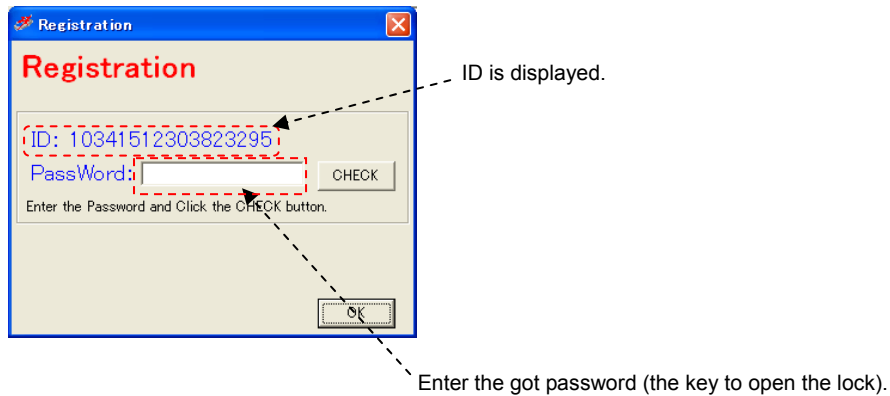 Registration
Registration
ID is displayed.
ID: 10341512303823295
PassWord:
CHECK
Enter the Password and Click the CHECK button.
OK
Enter the got password (the key to open the lock).